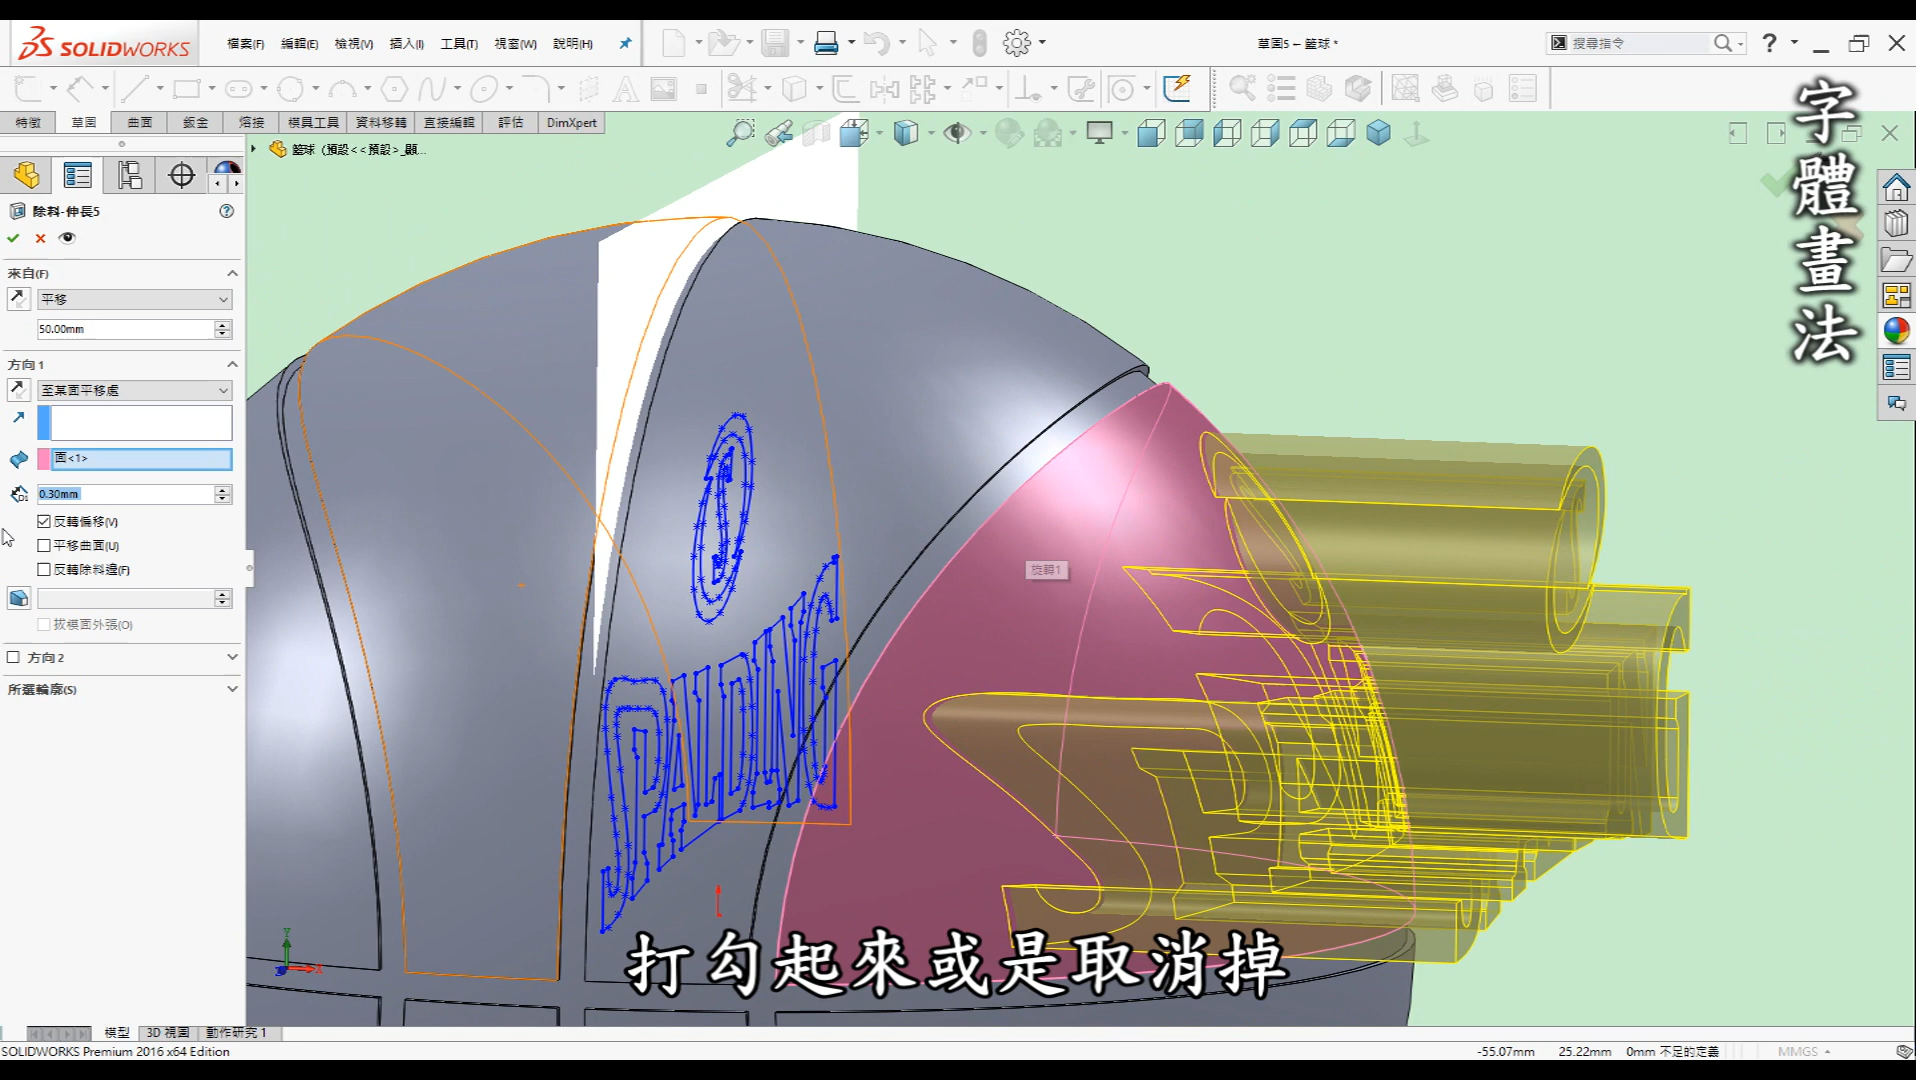 SOLIDWORKS
檔案(F) 編輯(E) 檢視(V) 插入(I) 工具(T) 視窗(W) 說明(H)
草圖5 - 籃球 *
搜尋指令
特徵 草圖 曲面 鈑金 熔接 模具工具 資料移轉 直接編輯 評估 DimXpert
籃球 (預設<<預設>_顯...
除料-伸長5
來自(F)
平移
50.00mm
方向1
至某面平移處
面<1>
0.30mm
反轉偏移(V)
平移曲面(U)
反轉除料邊(F)
拔模面外張(O)
方向2
所選輪廓(S)
旋轉1
字體畫法
打勾起來或是取消掉
模型 3D 視圖 動作研究 1
SOLIDWORKS Premium 2016 x64 Edition
-55.07mm 25.22mm 0mm 不足的定義 MMGS